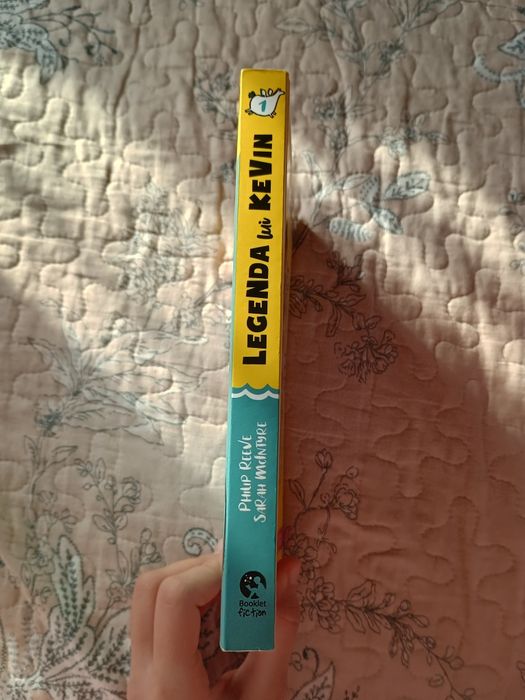 1
LEGENDA lui KEVIN
PHILIP REEVE
SARAH McINTYRE
Booklet
fiction